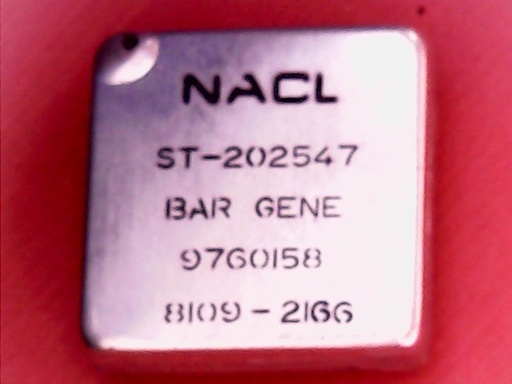 NACL
ST-202547
BAR GENE
9760158
8109-2166